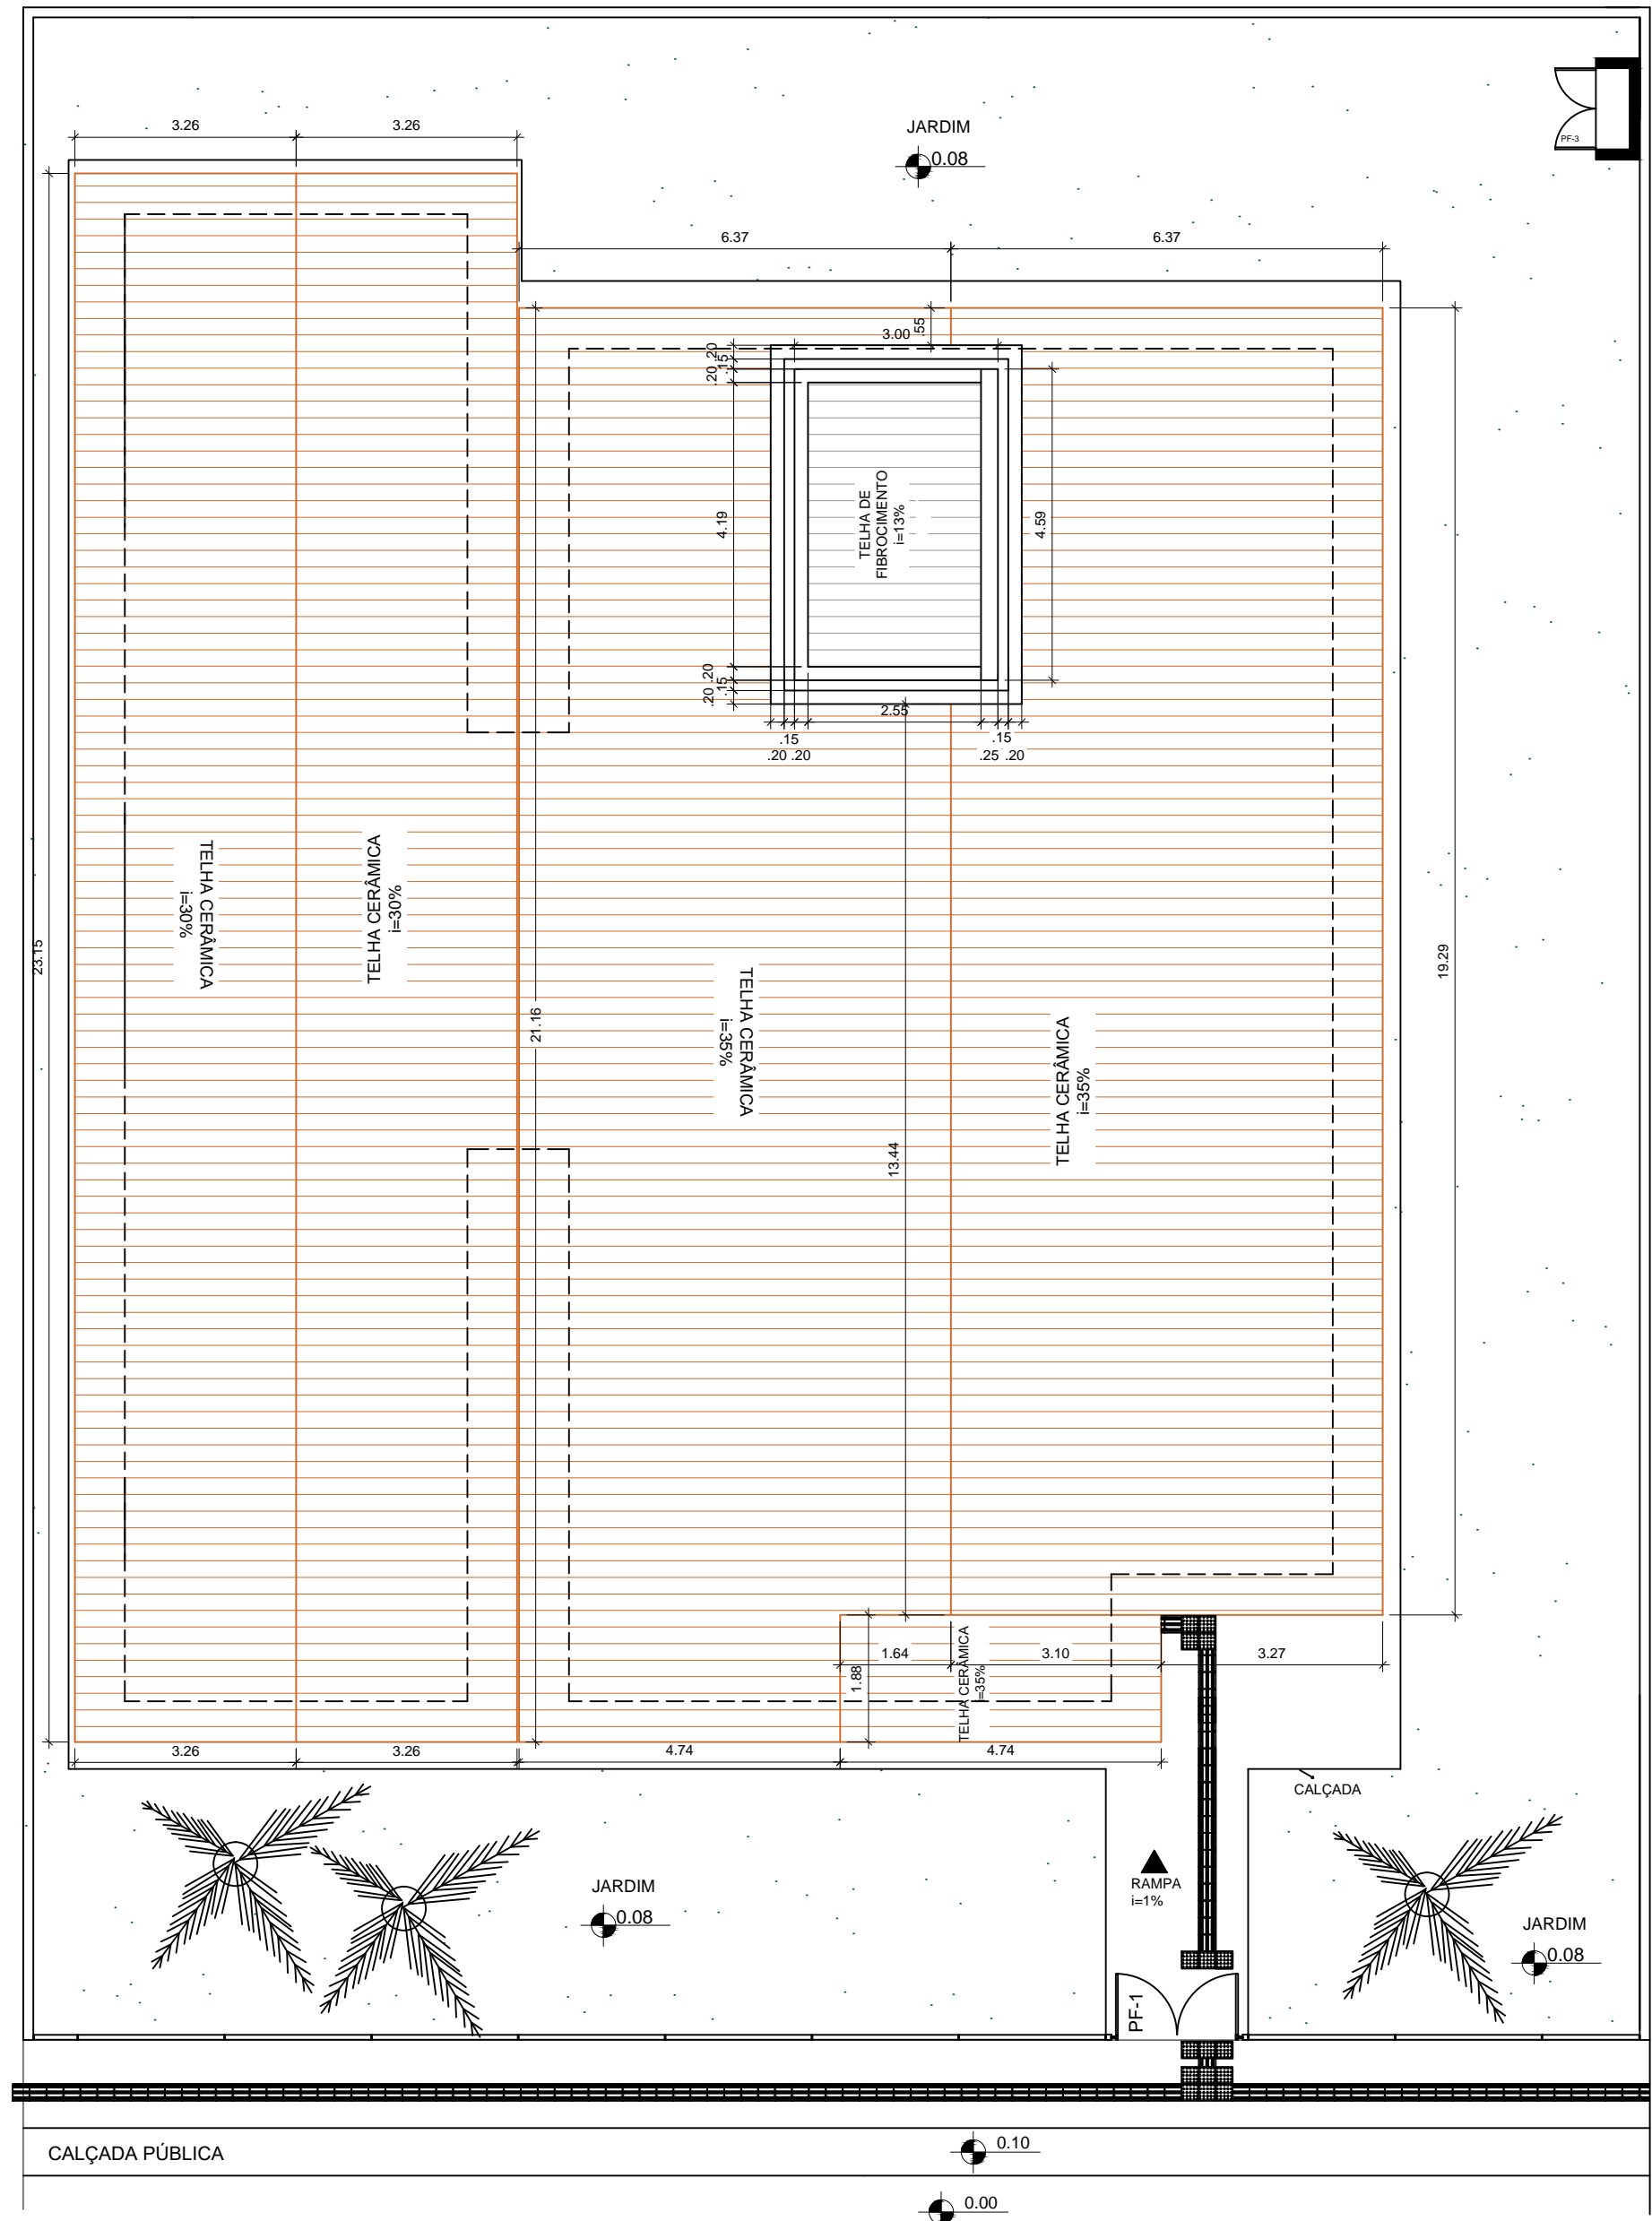 PF-3
3.26
3.26
JARDIM
0.08
6.37
6.37
.55
3.00
.20
.15
.20
4.19
4.59
TELHA DE
FIBROCIMENTO
i=13%
.20
.15
.20
2.55
.15
.20 .20
.15
.25 .20
TELHA CERÂMICA
i=30%
TELHA CERÂMICA
i=30%
23.15
21.16
19.29
TELHA CERÂMICA
i=35%
TELHA CERÂMICA
i=35%
13.44
1.64
3.10
3.27
1.88
TELHA CERÂMICA
i=35%
3.26
3.26
4.74
4.74
CALÇADA
RAMPA
i=1%
JARDIM
0.08
JARDIM
0.08
PF-1
CALÇADA PÚBLICA
0.10
0.00